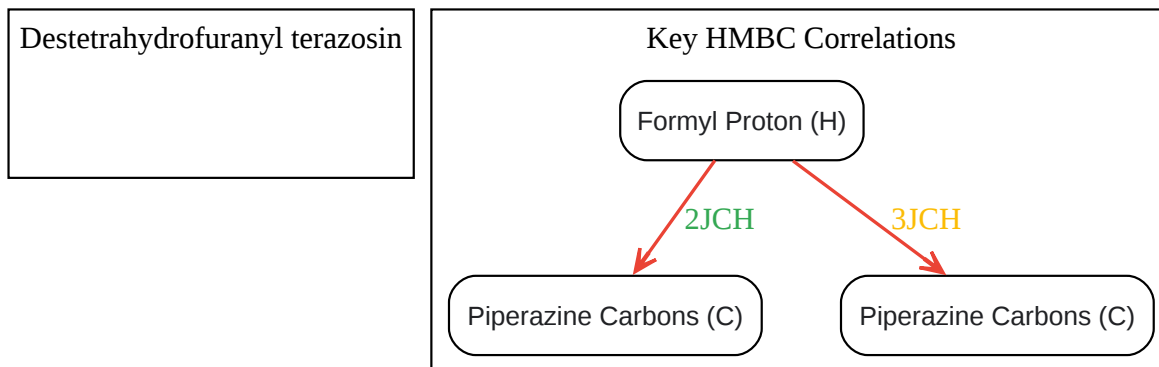 Destetrahydrofuranyl terazosin
Key HMBC Correlations
Formyl Proton (H)
2JCH
3JCH
Piperazine Carbons (C)
Piperazine Carbons (C)